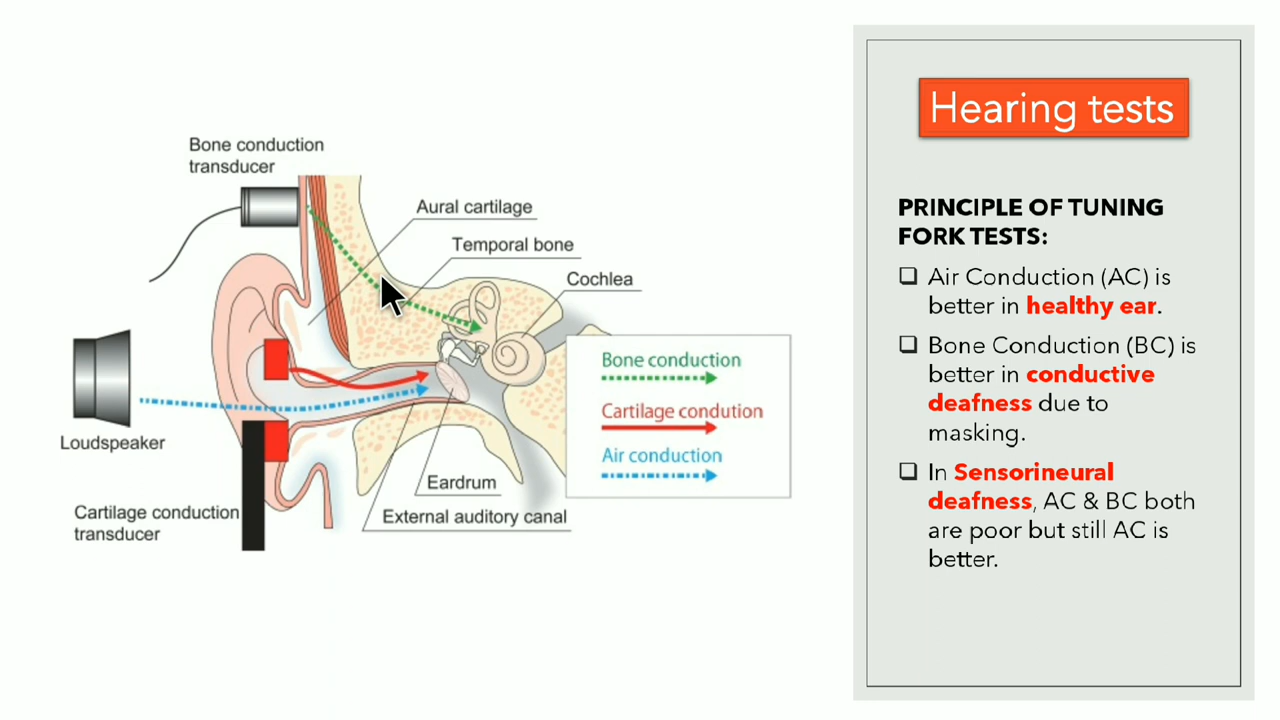 Hearing tests
Bone conduction
transducer
Aural cartilage
Temporal bone
Cochlea
Bone conduction
Cartilage condution
Air conduction
Loudspeaker
Eardrum
External auditory canal
Cartilage conduction
transducer
PRINCIPLE OF TUNING
FORK TESTS:
Air Conduction (AC) is
better in healthy ear.
Bone Conduction (BC) is
better in conductive
deafness due to
masking.
In Sensorineural
deafness, AC & BC both
are poor but still AC is
better.